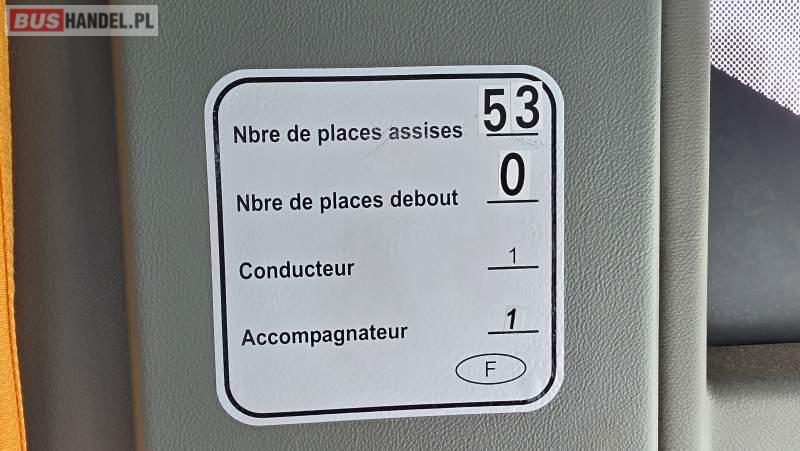 BUSHANDEL.PL
Nbre de places assises 53
Nbre de places debout 0
Conducteur 1
Accompagnateur 1
F